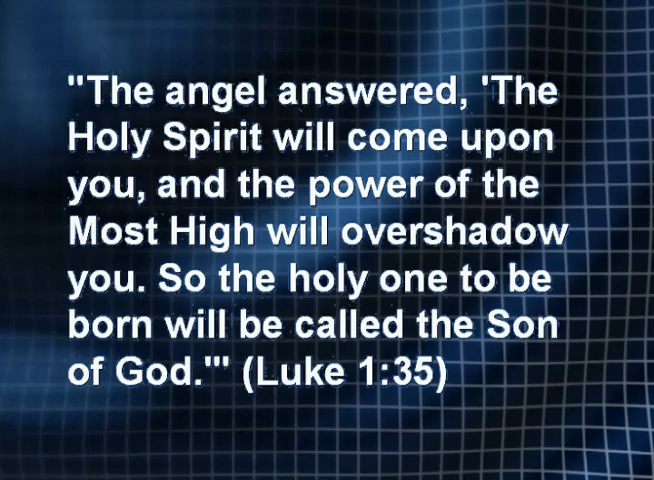 "The angel answered, 'The
Holy Spirit will come upon
you, and the power of the
Most High will overshadow
you. So the holy one to be
born will be called the Son
of God.'" (Luke 1:35)